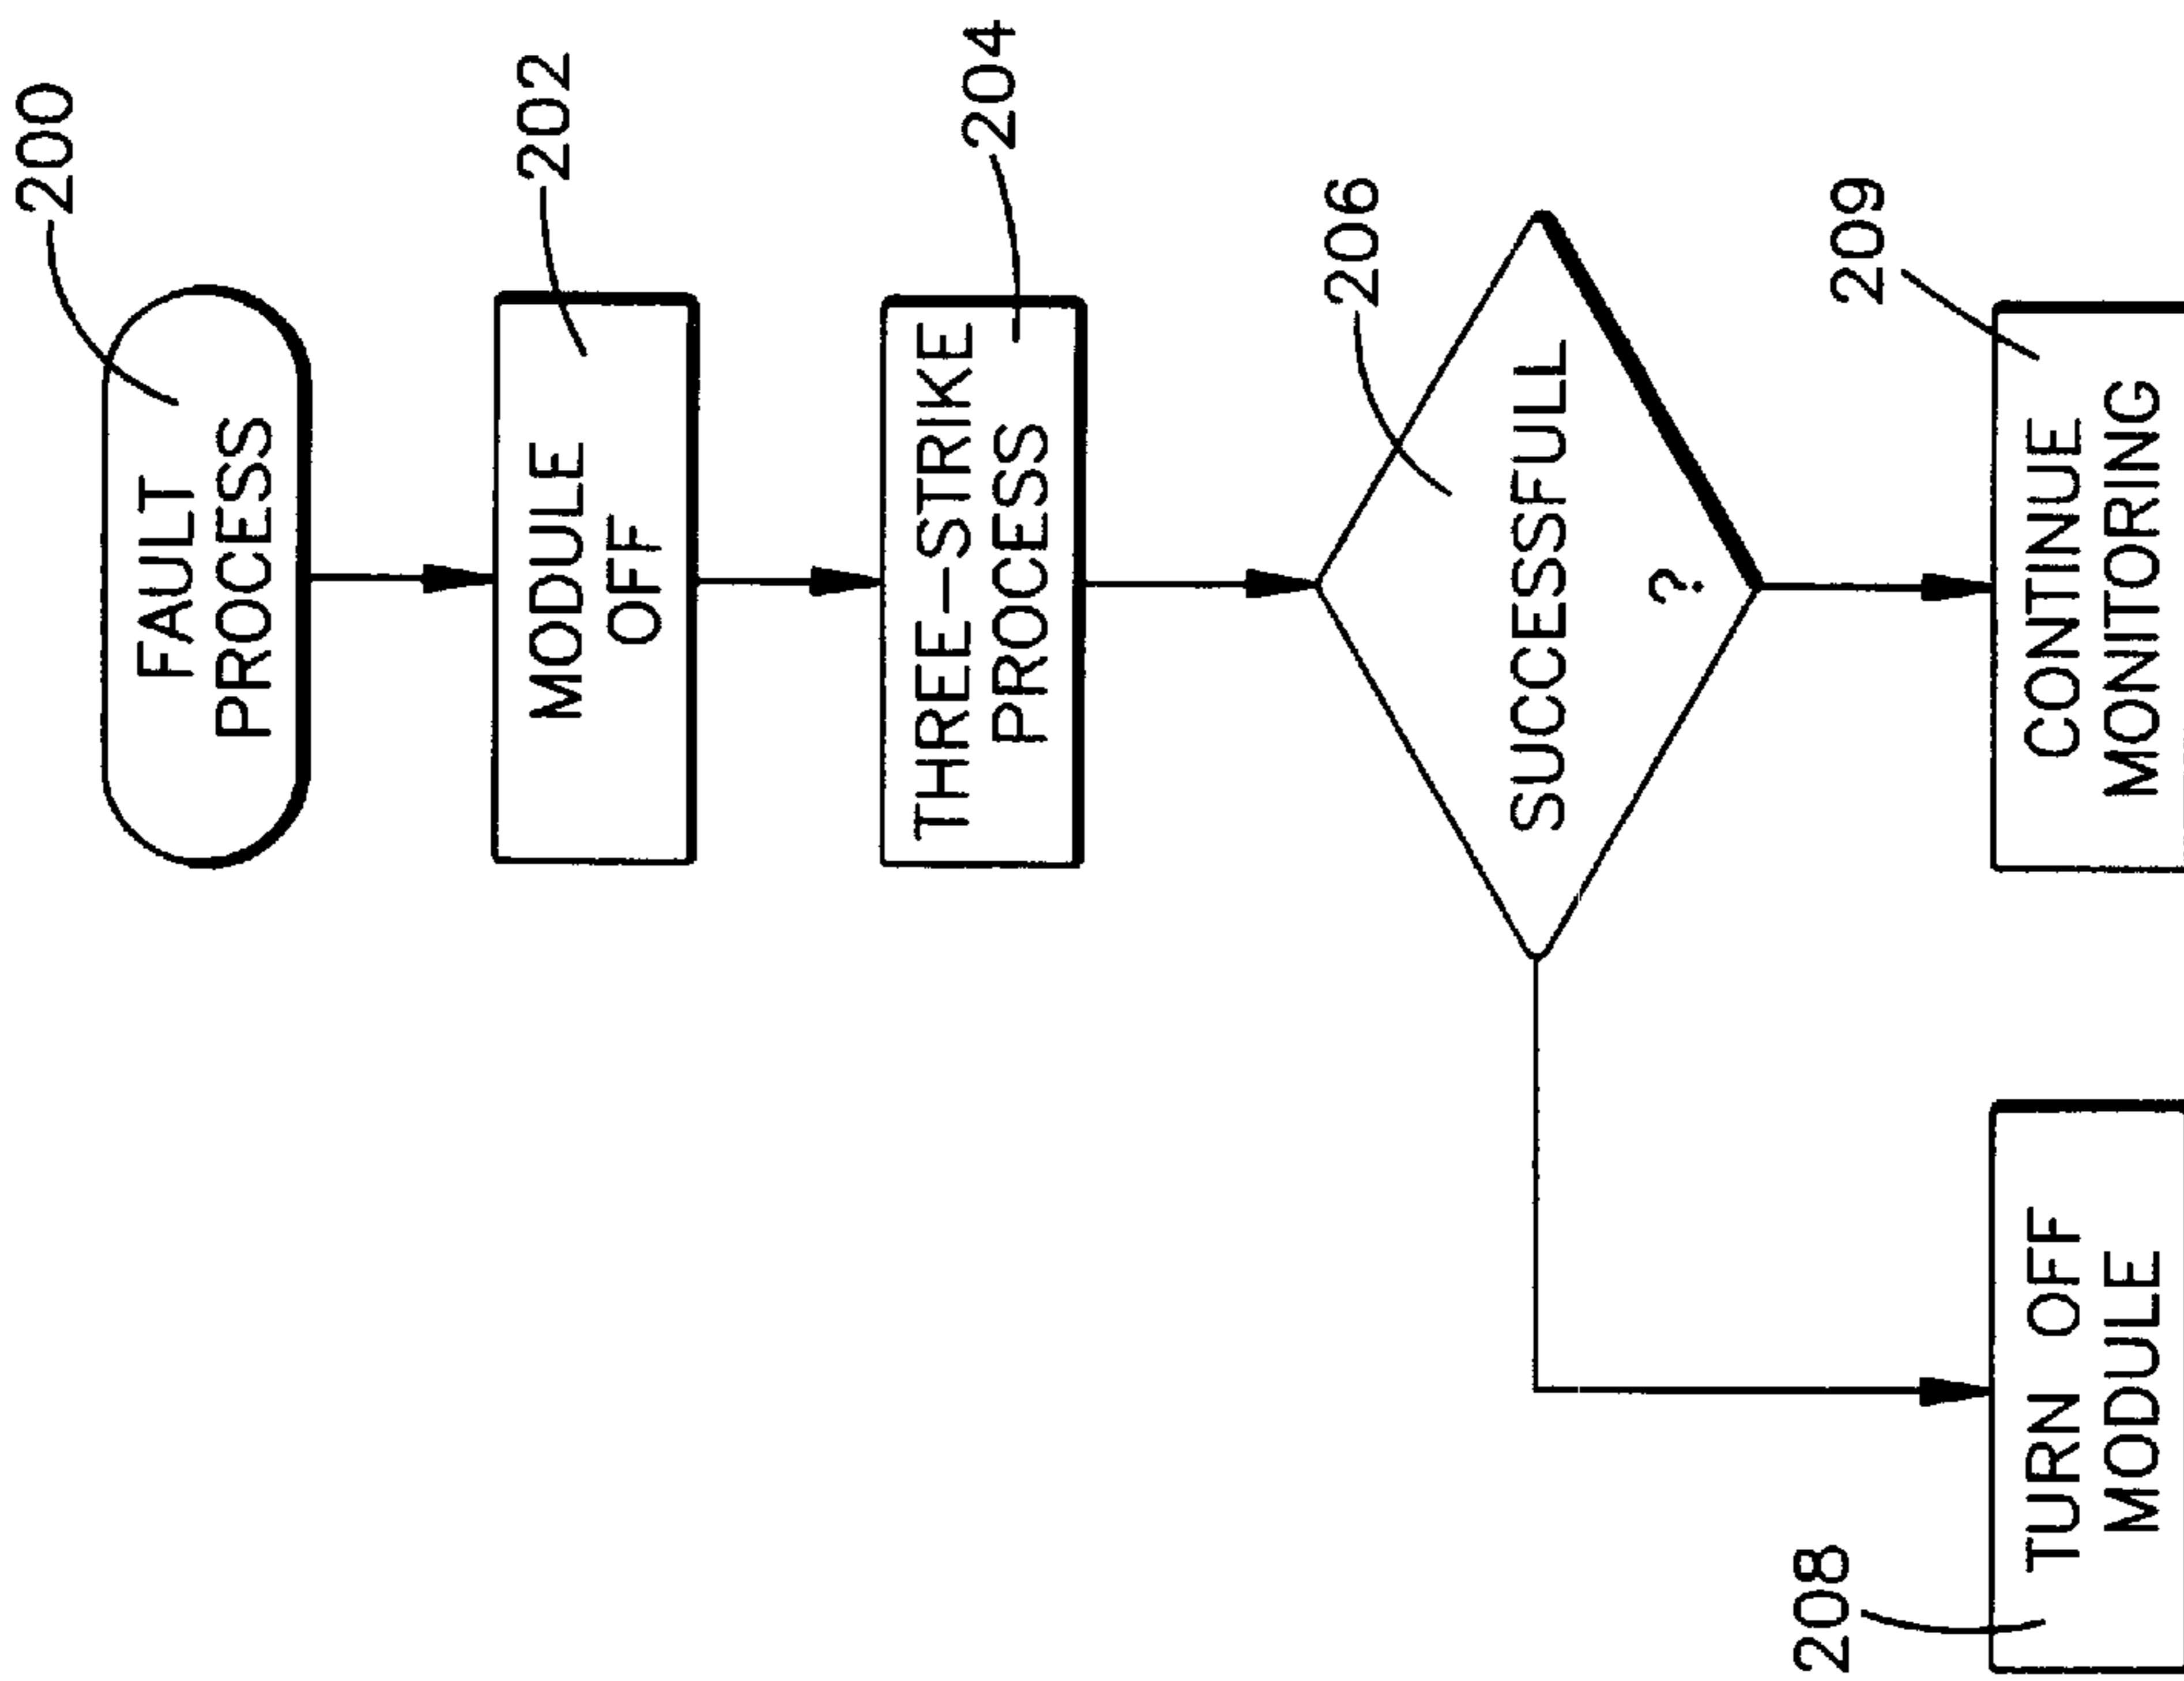 200
FAULT
PROCESS
202
MODULE
OFF
204
THREE-STRIKE
PROCESS
206
SUCCESSFULL
?
208
TURN OFF
MODULE
209
CONTINUE
MONITORING